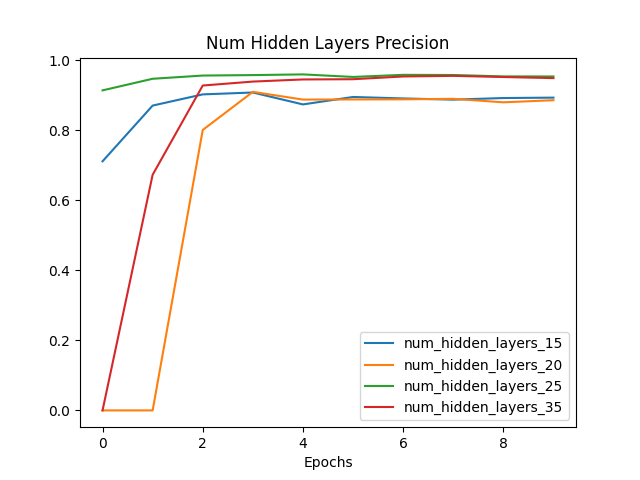 Num Hidden Layers Precision
1.0
0.8
0.6
0.4
0.2
0.0
num_hidden_layers_15
num_hidden_layers_20
num_hidden_layers_25
num_hidden_layers_35
0 2 4 6 8
Epochs